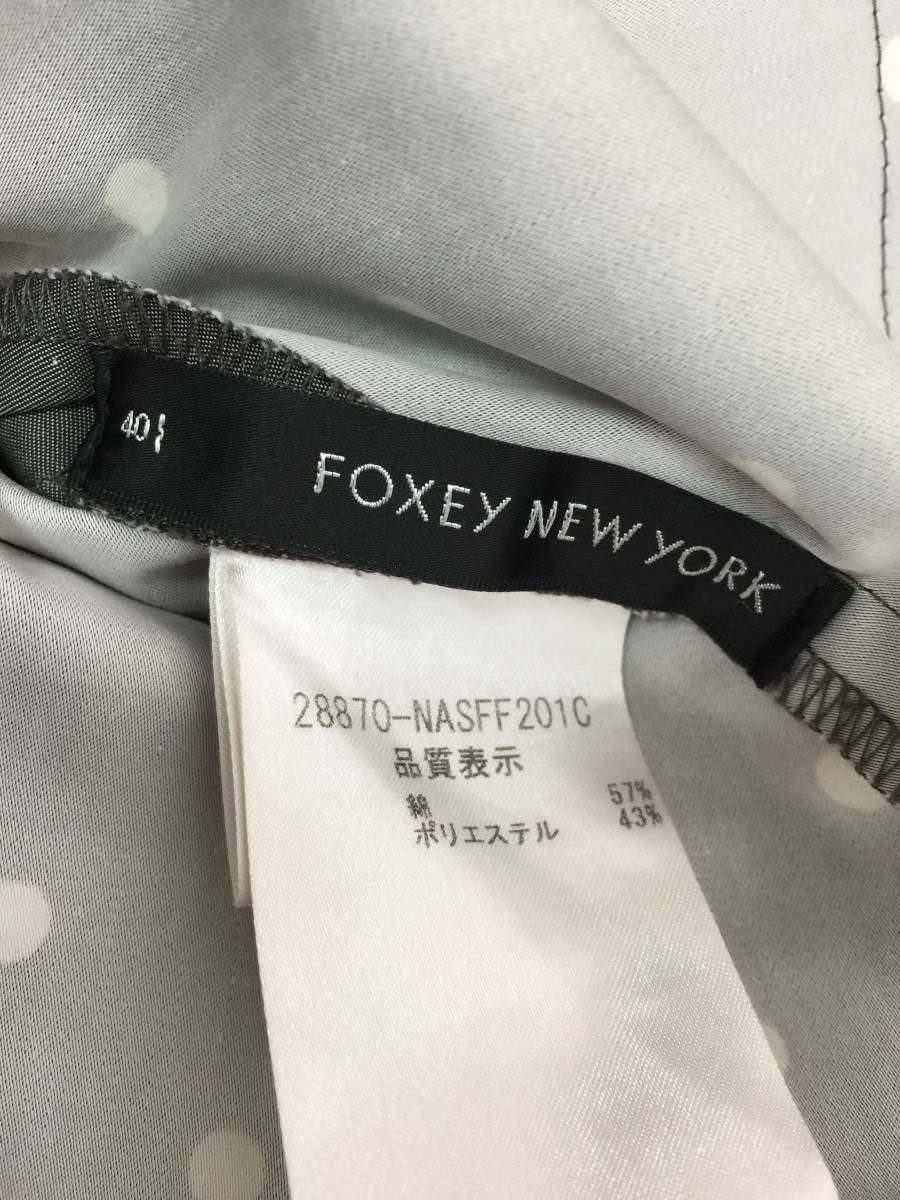 40
FOXEY NEW YORK
28870-NASFF201C
品質表示
綿 57%
ポリエステル 43%